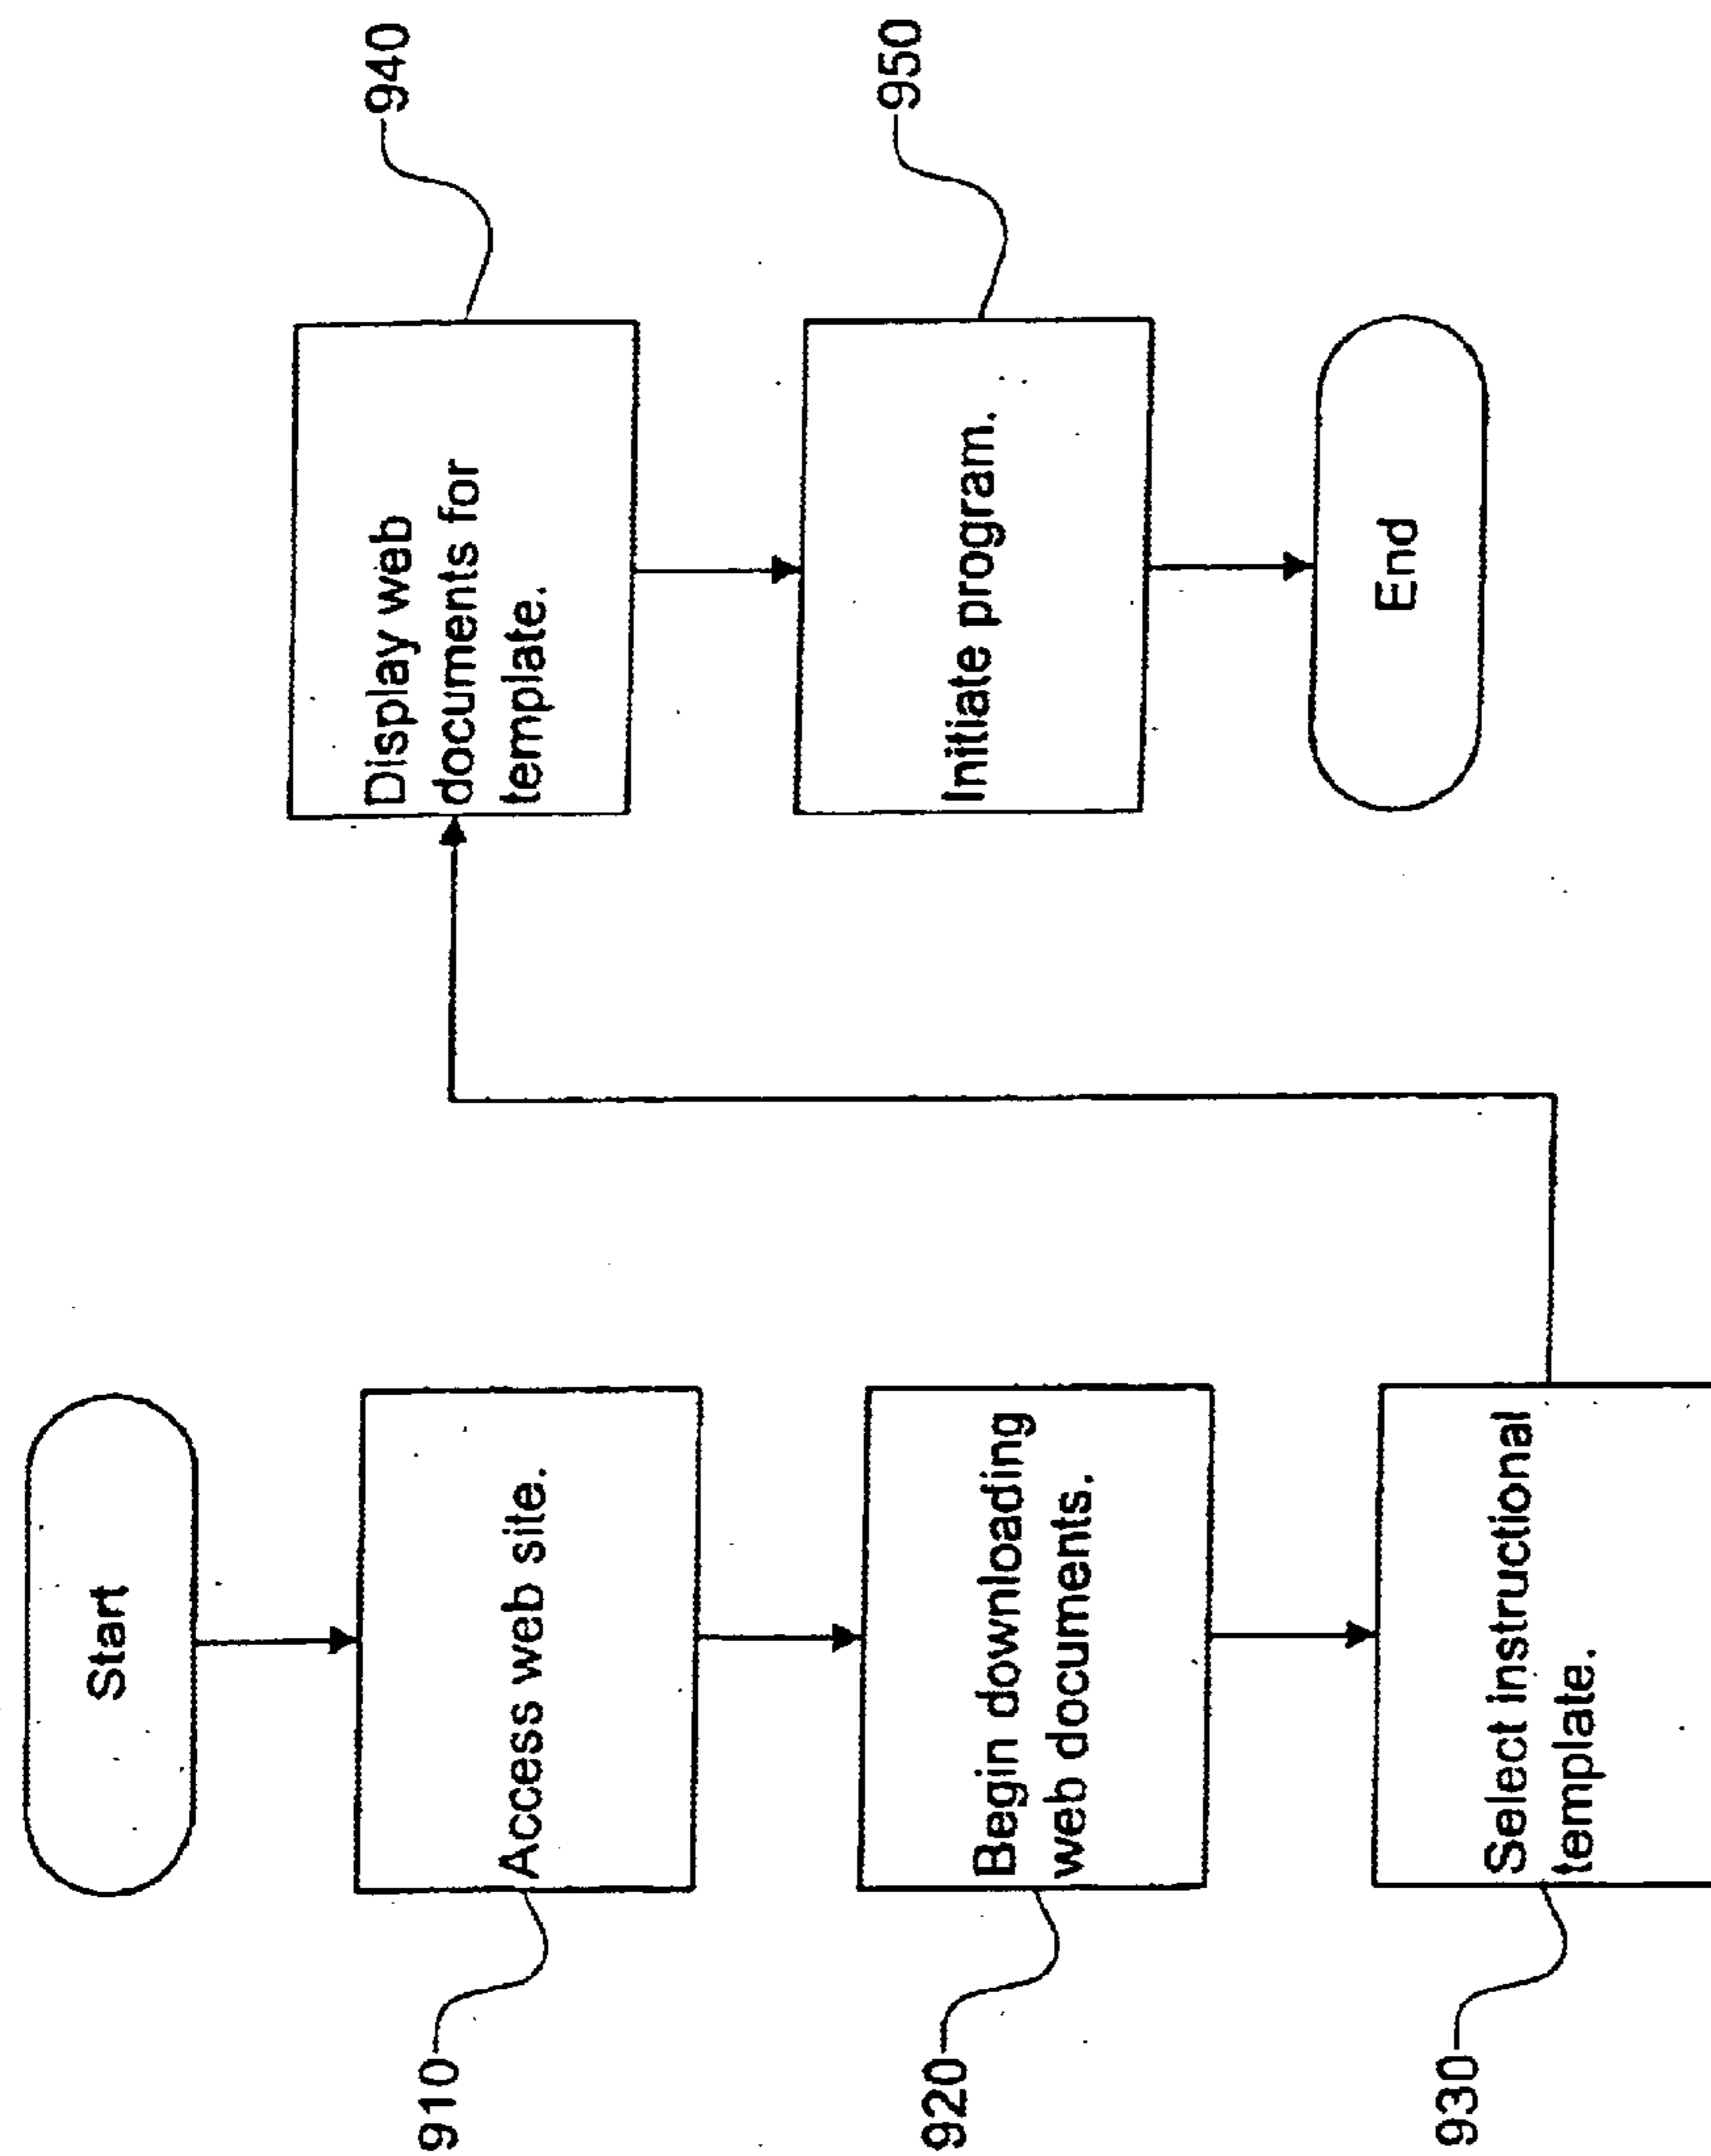 Start
910
Access web site.
920
Begin downloading
web documents.
930
Select instructional
template.
940
Display web
documents for
template.
950
Initiate program.
End